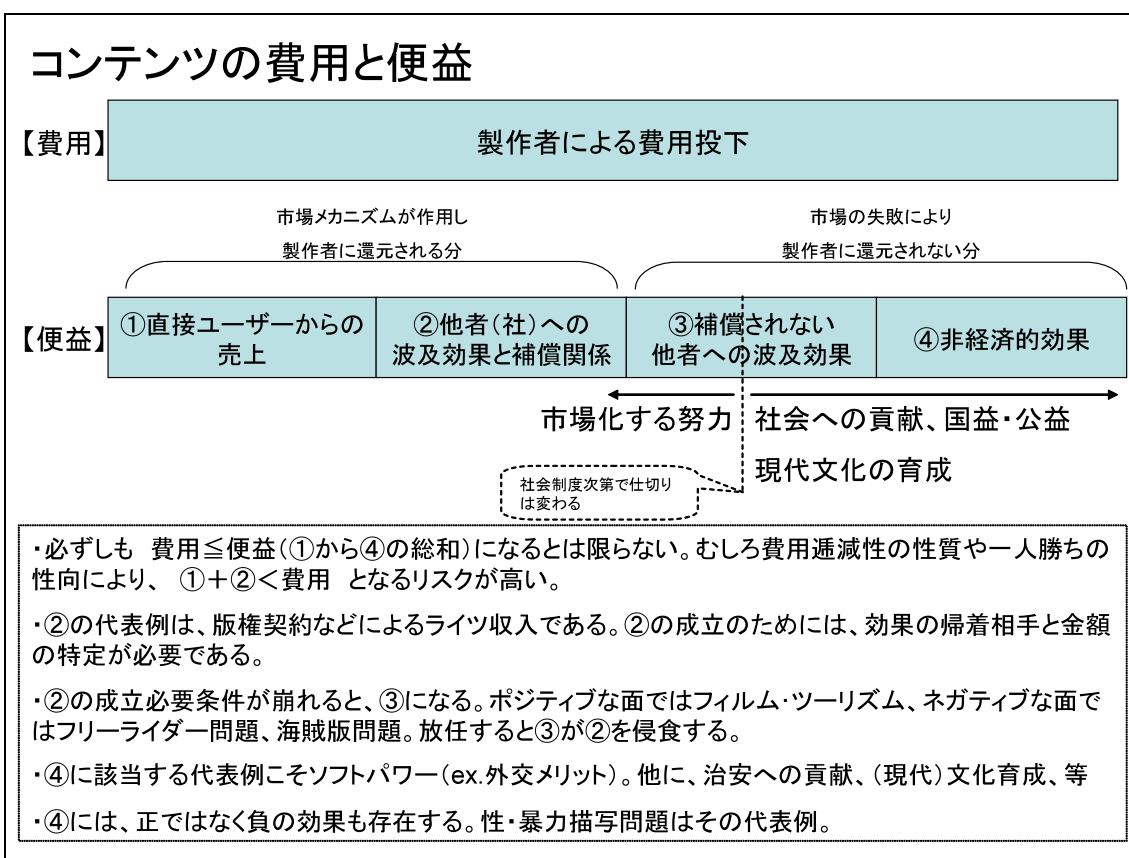 コンテンツの費用と便益
【費用】
製作者による費用投下
市場メカニズムが作用し
製作者に還元される分
市場の失敗により
製作者に還元されない分
【便益】
①直接ユーザーからの
売上
②他者(社)への
波及効果と補償関係
③補償されない
他者への波及効果
④非経済的効果
市場化する努力
社会への貢献、国益・公益
現代文化の育成
社会制度次第で仕切り
は変わる
・必ずしも 費用≦便益(①から④の総和)になるとは限らない。むしろ費用逓減性の性質や一人勝ちの
性向により、 ①+②<費用 となるリスクが高い。
・②の代表例は、版権契約などによるライツ収入である。②の成立のためには、効果の帰着相手と金額
の特定が必要である。
・②の成立必要条件が崩れると、③になる。ポジティブな面ではフィルム・ツーリズム、ネガティブな面で
はフリーライダー問題、海賊版問題。放任すると③が②を侵食する。
・④に該当する代表例こそソフトパワー(ex.外交メリット)。他に、治安への貢献、(現代)文化育成、等
・④には、正ではなく負の効果も存在する。性・暴力描写問題はその代表例。